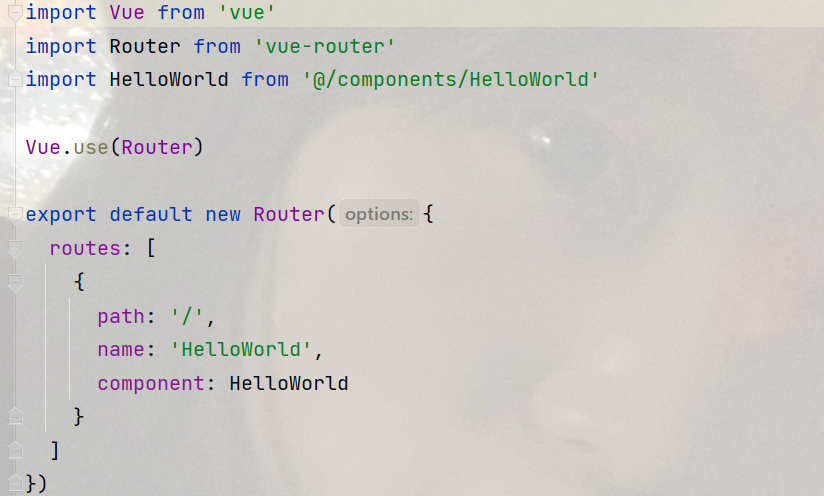 import Vue from 'vue'
import Router from 'vue-router'
import HelloWorld from '@/components/HelloWorld'
Vue.use(Router)
export default new Router( options: {
  routes: [
    {
      path: '/',
      name: 'HelloWorld',
      component: HelloWorld
    }
  ]
})